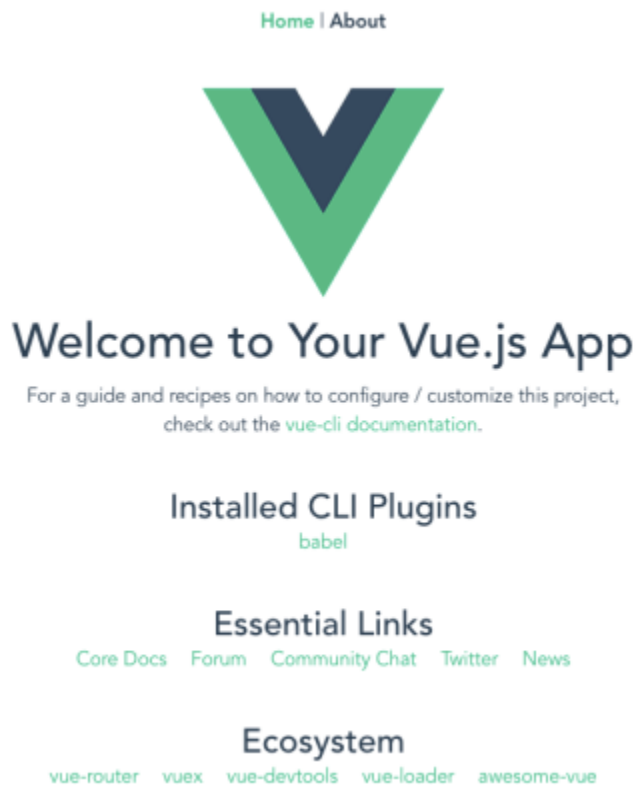 Home | About
Welcome to Your Vue.js App
For a guide and recipes on how to configure / customize this project,
check out the vue-cli documentation.
Installed CLI Plugins
babel
Essential Links
Core Docs Forum Community Chat Twitter News
Ecosystem
vue-router vuex vue-devtools vue-loader awesome-vue